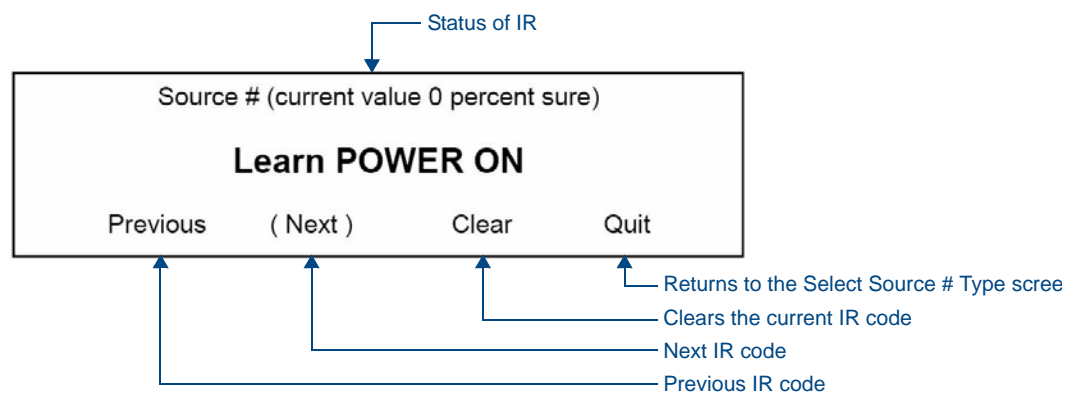 Status of IR
Source # (current value 0 percent sure)
Learn POWER ON
Previous ( Next ) Clear Quit
Returns to the Select Source # Type scree
Clears the current IR code
Next IR code
Previous IR code